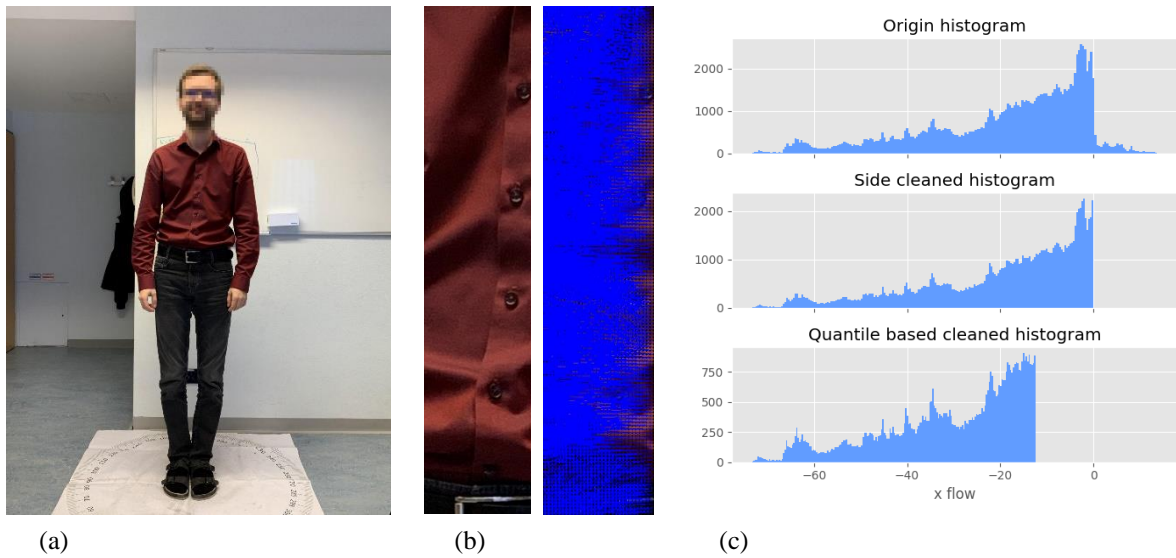 Origin histogram
2000
1000
0
Side cleaned histogram
2000
1000
0
Quantile based cleaned histogram
750
500
250
0
−60 −40 −20 0
x flow
(a) (b) (c)